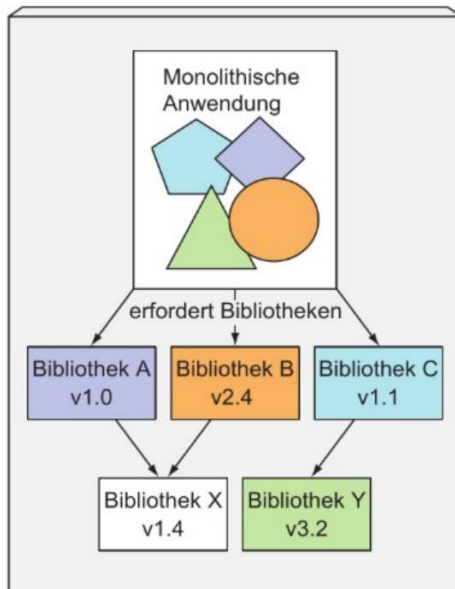 Monolithische
Anwendung
erfordert Bibliotheken
Bibliothek A
v1.0
Bibliothek B
v2.4
Bibliothek C
v1.1
Bibliothek X
v1.4
Bibliothek Y
v3.2